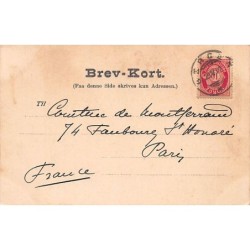 Brev-Kort.
(Paa denne Side skrives kun Adressen.)
Til
Comtesse de Montferrand
74 Faubourg St Honoré
Paris
France